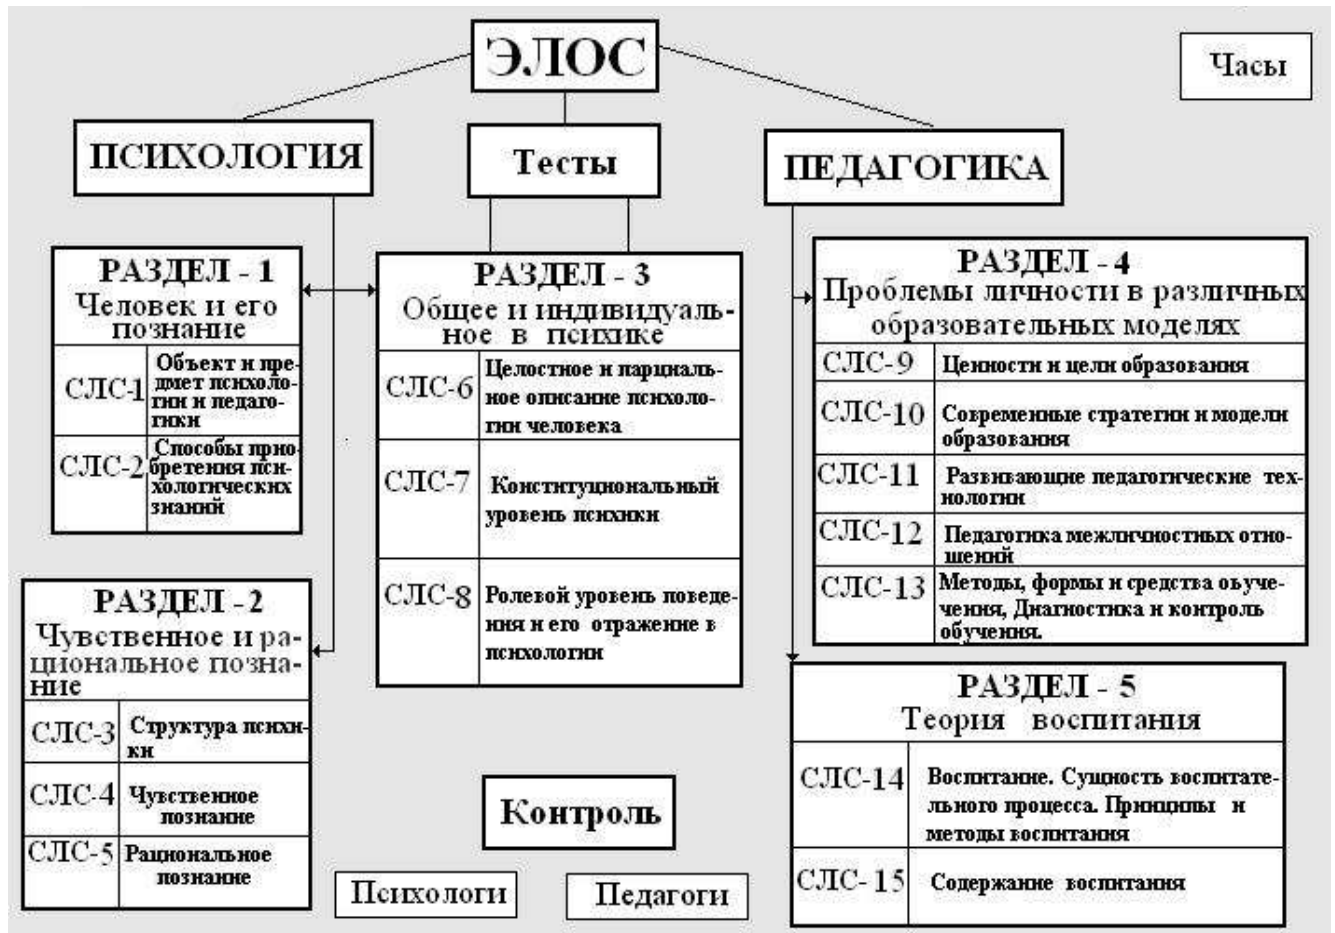 ЭЛОС
Часы
ПСИХОЛОГИЯ
Тесты
ПЕДАГОГИКА
РАЗДЕЛ - 1
Человек и его
познание
СЛС-1
Объект и пре-
дмет психоло-
гии и педаго-
гики
СЛС-2
Способы прио-
бретения пси-
хологических
знаний
РАЗДЕЛ -2
Чувственное и ра-
циональное позна-
ние
СЛС-3
Структура психи-
ки
СЛС-4
Чувственное
познание
СЛС-5
Рациональное
познание
РАЗДЕЛ - 3
Общее и индивидуаль-
ное в психике
СЛС-6
Целостное и парциаль-
ное описание психоло-
гии человека
СЛС-7
Конституциональный
уровень психики
СЛС-8
Ролевой уровень поведе-
ния и его отражение в
психологии
РАЗДЕЛ - 4
Проблемы личности в различных
образовательных моделях
СЛС-9
Ценности и цели образования
СЛС-10
Современные стратегии и модели
образования
СЛС-11
Развивающие педагогические тех-
нологии
СЛС-12
Педагогика межличностных отно-
шений
СЛС-13
Методы, формы и средства оьуче-
чения, Диагностика и контроль
обучения.
РАЗДЕЛ - 5
Теория воспитания
СЛС-14
Воспитание. Сущность воспитате-
льного процесса. Принципы и
методы воспитания
СЛС-15
Содержание воспитания
Контроль
Психологи
Педагоги